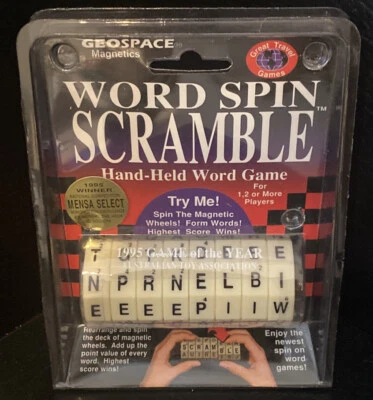 GEOSPACE®
Magnetics
Great Travel
Games
WORD SPIN
SCRAMBLE™
Hand-Held Word Game
For
1,2 or More
Players
1995
WINNER
MENSA SELECT
Try Me!
Spin The Magnetic
Wheels! Form Words!
Highest Score Wins!
1995 GAME of the YEAR
AUSTRALIAN TOY ASSOCIATION
N P R N E L B I
E E E E P I I W
Rearrange and spin
the deck of magnetic
wheels. Add up the
point value of every
word. Highest
score wins!
Enjoy the
newest
spin on
word
games!